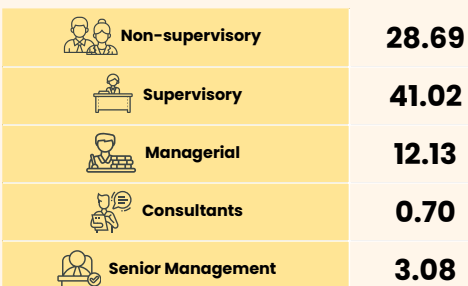 Non-supervisory 28.69
Supervisory 41.02
Managerial 12.13
Consultants 0.70
Senior Management 3.08